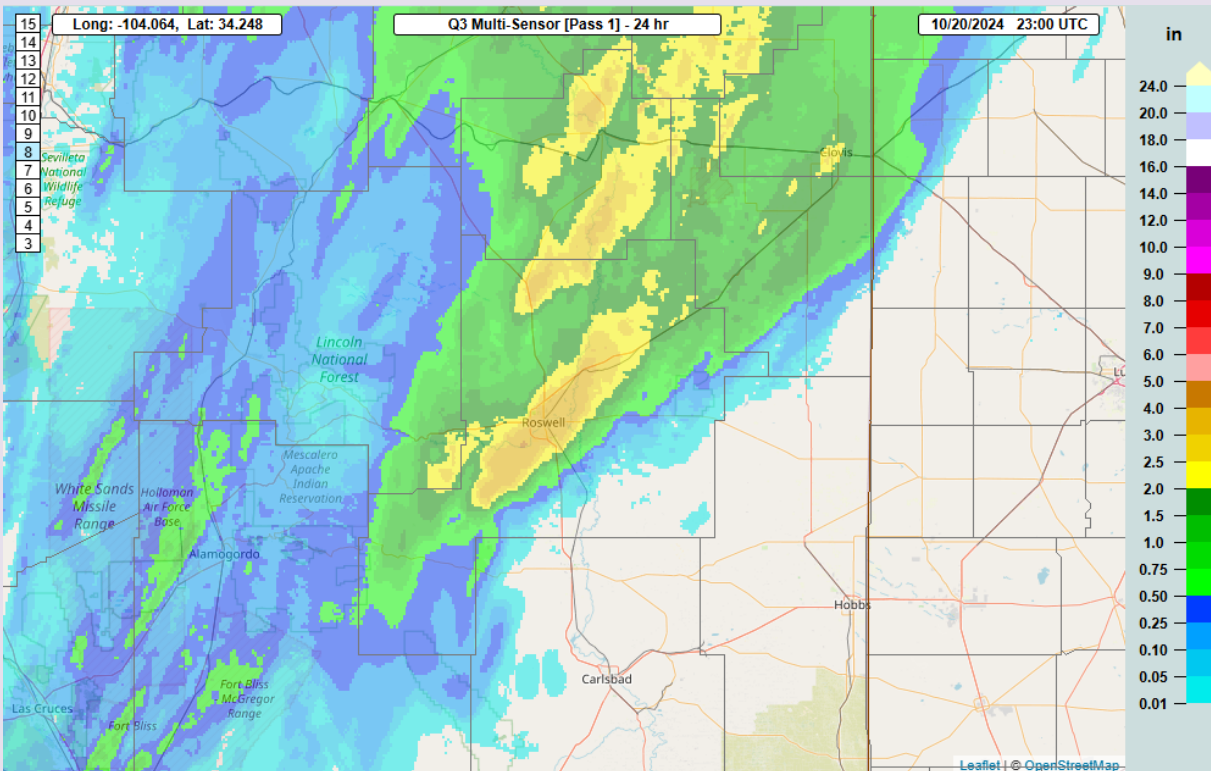 Long: -104.064, Lat: 34.248
Q3 Multi-Sensor [Pass 1] - 24 hr
10/20/2024 23:00 UTC
in
15
14
13
12
11
10
9
8
7
6
5
4
3
24.0
20.0
18.0
16.0
14.0
12.0
10.0
9.0
8.0
7.0
6.0
5.0
4.0
3.0
2.5
2.0
1.5
1.0
0.75
0.50
0.25
0.10
0.05
0.01
Sevilleta
National
Wildlife
Refuge
Clovis
Lincoln
National
Forest
Roswell
Mescalero
Apache
Indian
Reservation
White Sands
Missile
Range
Holloman
Air Force
Base
Alamogordo
Hobbs
Carlsbad
Fort Bliss
McGregor
Range
Las Cruces
Fort Bliss
Lu
Leaflet | © OpenStreetMap